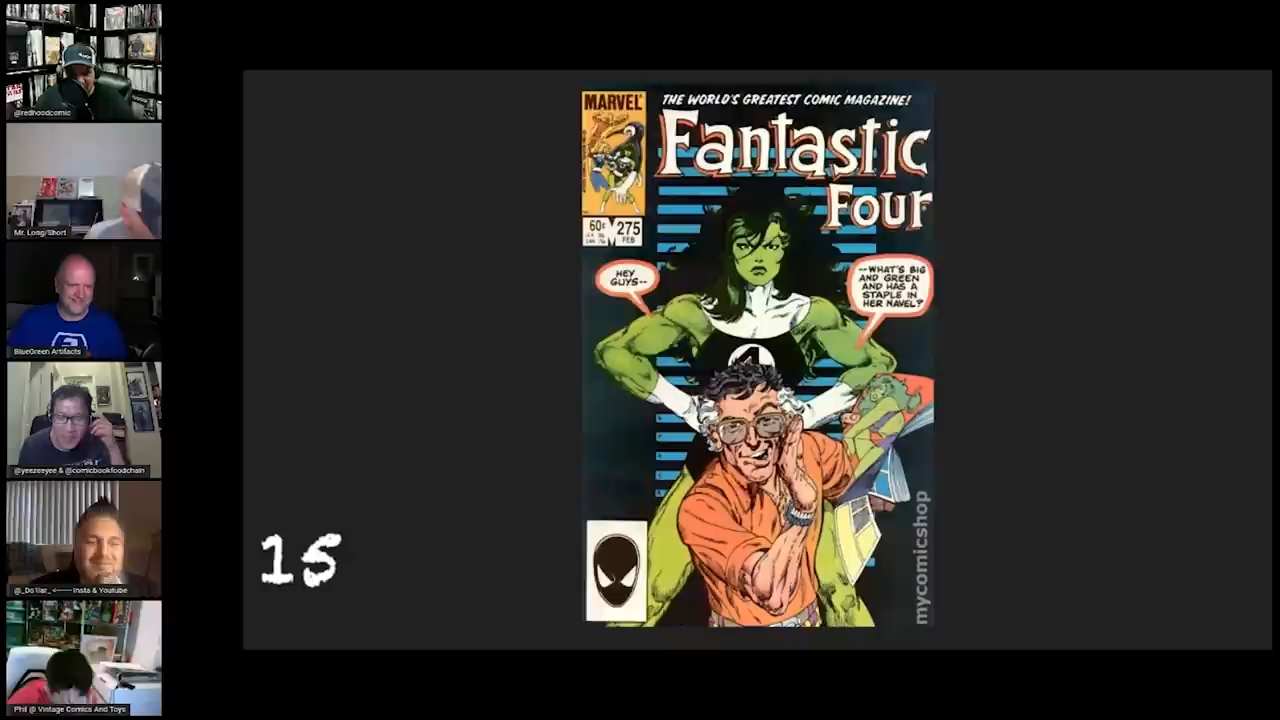 @redhoodcomic
Mr. Long/Short
BlueGreen Artifacts
@yeezeeyee & @comicbookfoodchain
@_Do1lar_ <----Insta & Youtube
Phil @ Vintage Comics And Toys
15
MARVEL
60¢
275
FEB
THE WORLD'S GREATEST COMIC MAGAZINE!
Fantastic
Four
HEY
GUYS--
--WHAT'S BIG
AND GREEN
AND HAS A
STAPLE IN
HER NAVEL?
4
mycomicshop